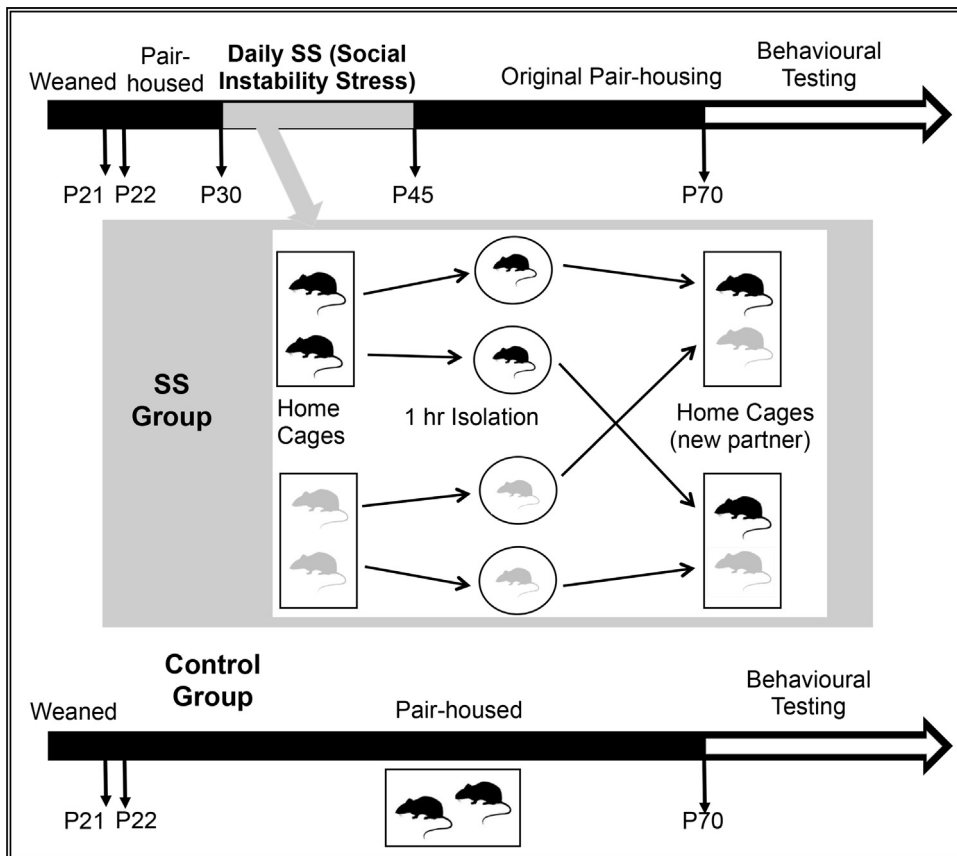 Weaned
Pair-
housed
Daily SS (Social
Instability Stress)
Original Pair-housing
Behavioural
Testing
P21
P22
P30
P45
P70
SS
Group
Home
Cages
1 hr Isolation
Home Cages
(new partner)
Control
Group
Weaned
Pair-housed
Behavioural
Testing
P21
P22
P70